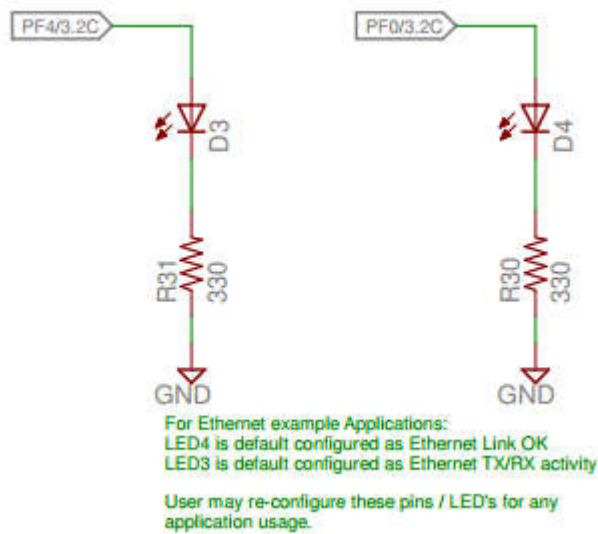 PF4/3.2C
PF0/3.2C
D3
D4
R31
330
R30
330
GND
GND
For Ethernet example Applications:
LED4 is default configured as Ethernet Link OK
LED3 is default configured as Ethernet TX/RX activity
User may re-configure these pins / LED's for any
application usage.